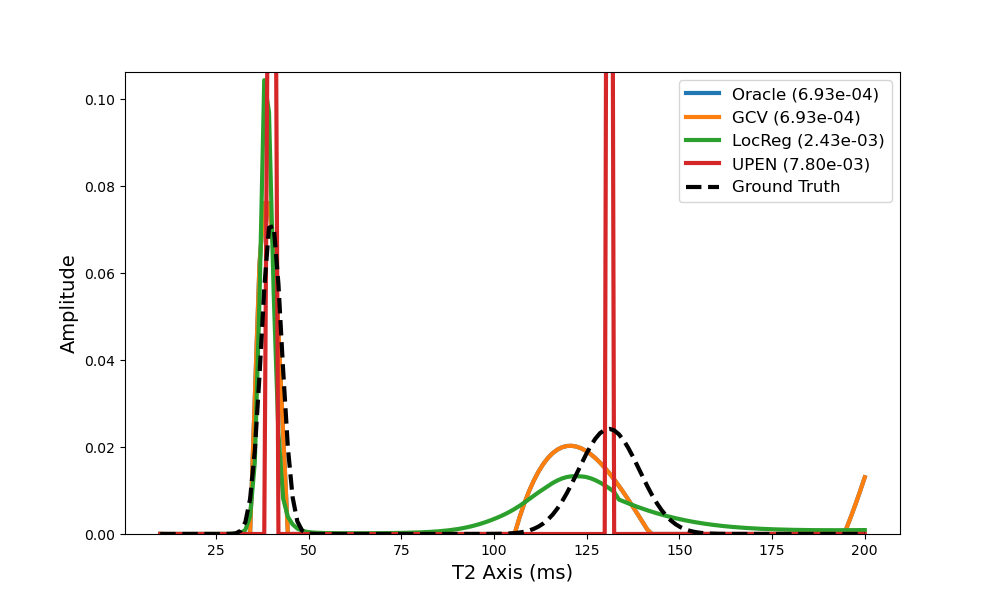 0.10
0.08
0.06
0.04
0.02
0.00
Amplitude
25 50 75 100 125 150 175 200
T2 Axis (ms)
Oracle (6.93e-04)
GCV (6.93e-04)
LocReg (2.43e-03)
UPEN (7.80e-03)
Ground Truth